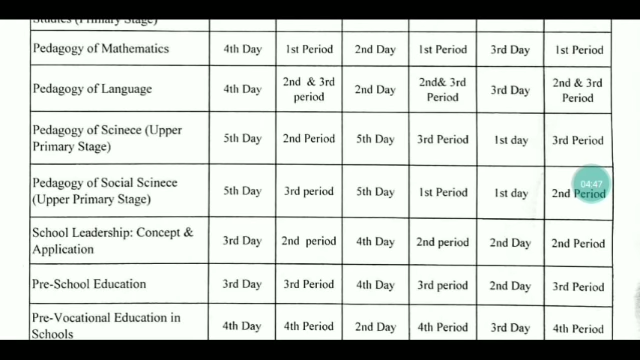 Studies (Primary Stage)
Pedagogy of Mathematics 4th Day 1st Period 2nd Day 1st Period 3rd Day 1st Period
Pedagogy of Language 4th Day 2nd & 3rd period 2nd Day 2nd& 3rd Period 3rd Day 2nd & 3rd Period
Pedagogy of Scinece (Upper Primary Stage) 5th Day 2nd Period 5th Day 3rd Period 1st day 3rd Period
Pedagogy of Social Scinece (Upper Primary Stage) 5th Day 3rd period 5th Day 1st Period 1st day 2nd Period
04:47
School Leadership: Concept & Application 3rd Day 2nd period 4th Day 2nd period 2nd Day 2nd Period
Pre-School Education 3rd Day 3rd Period 4th Day 3rd period 2nd Day 3rd Period
Pre-Vocational Education in Schools 4th Day 4th Period 2nd Day 4th Period 3rd Day 4th Period